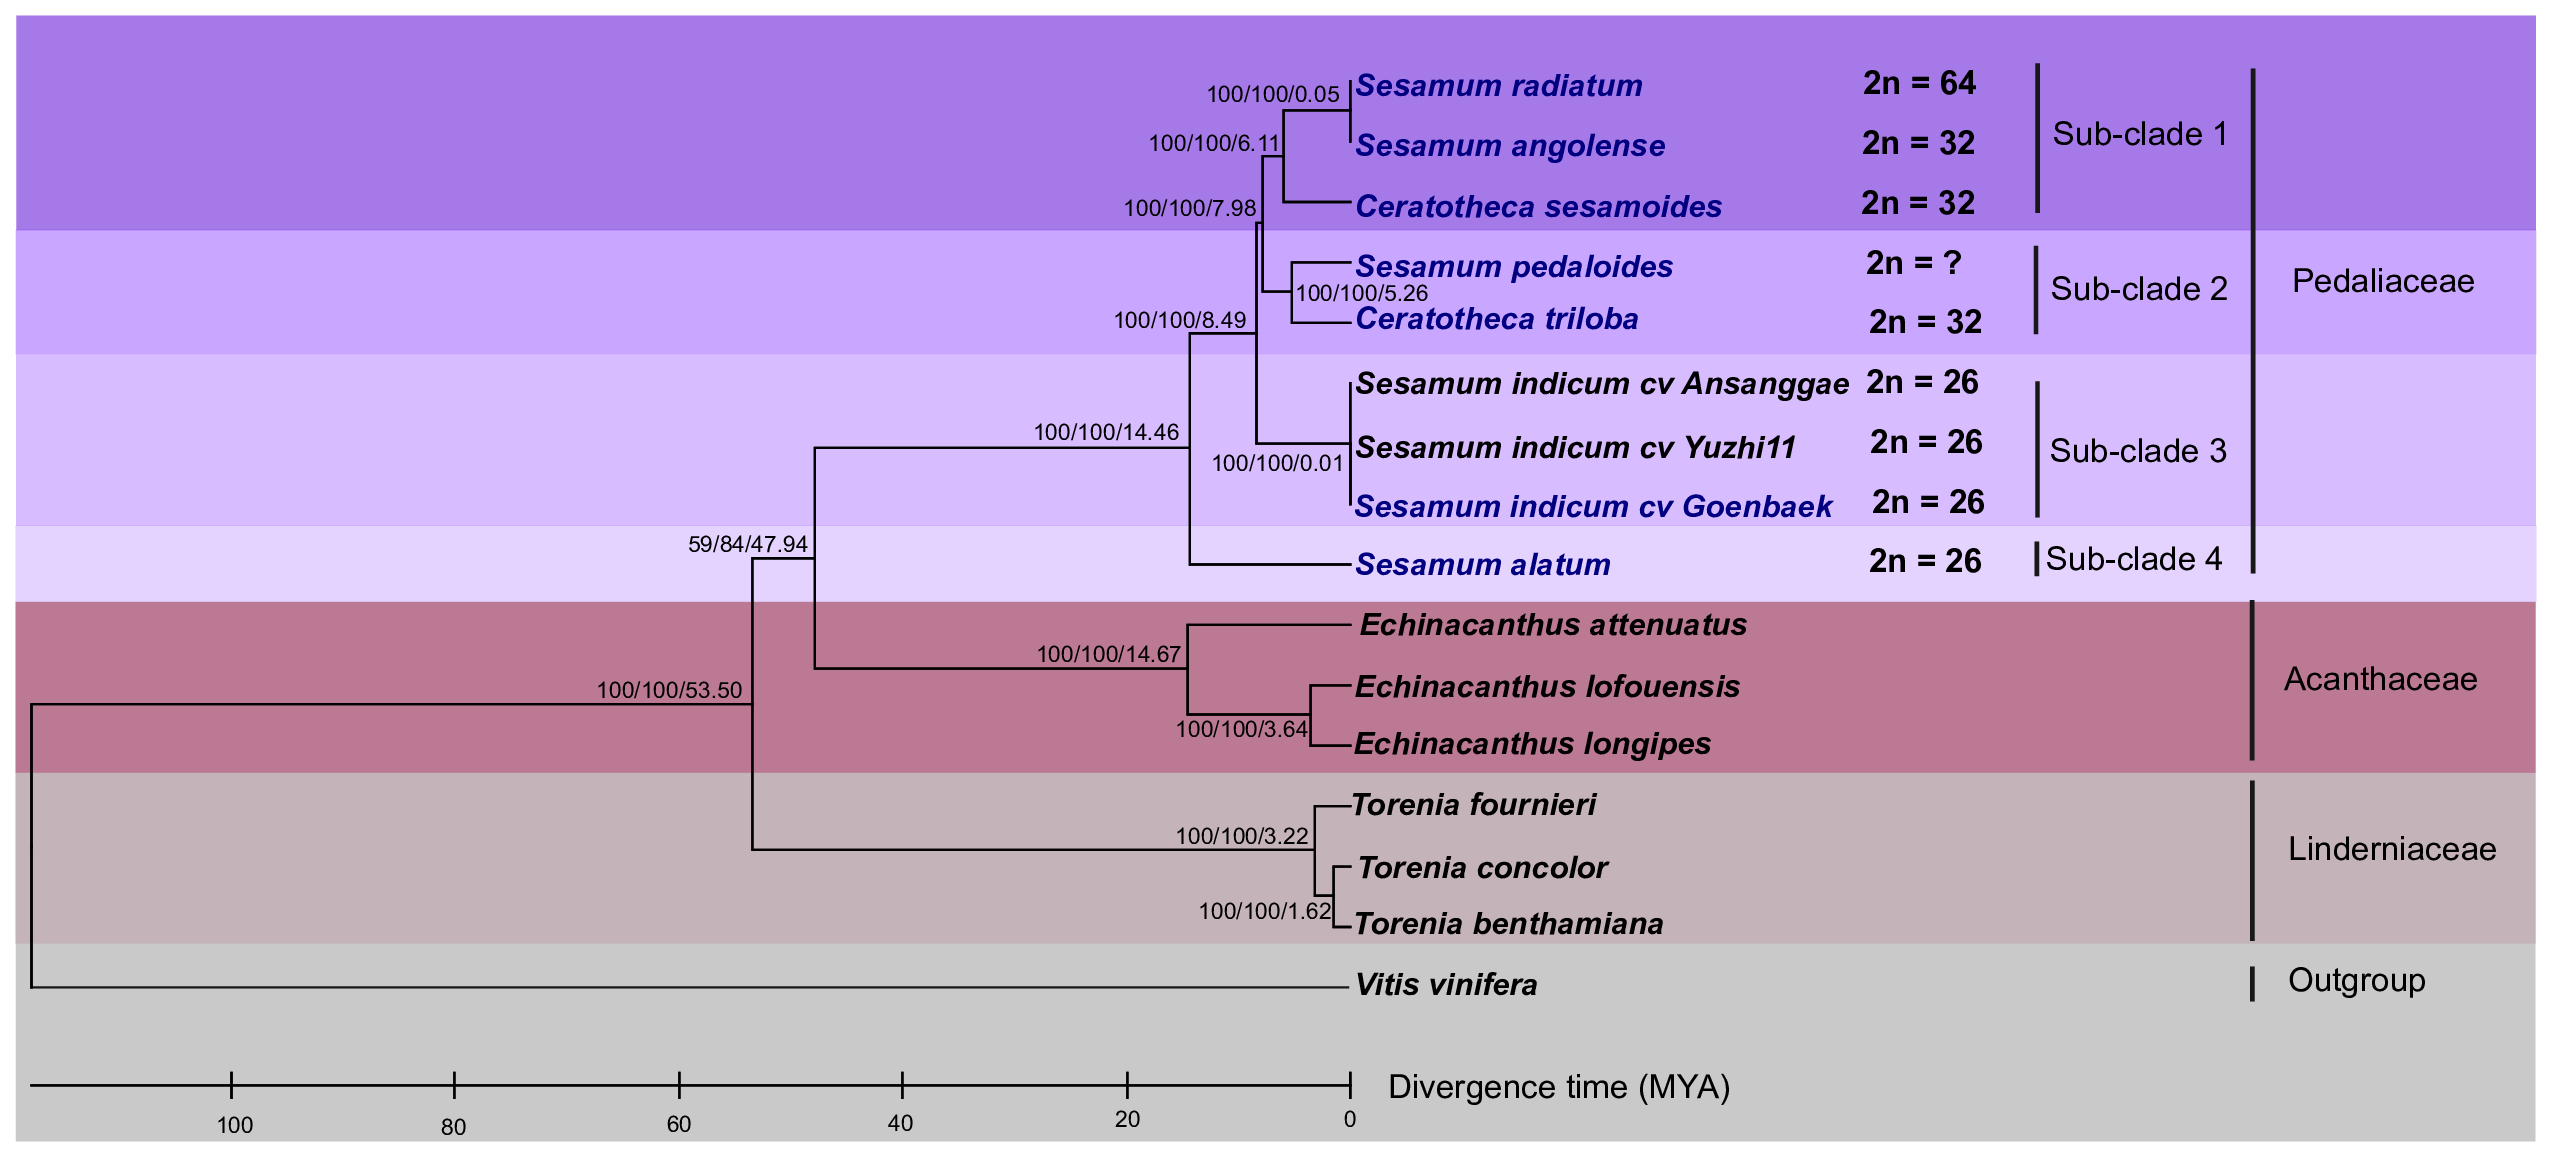 100/100/0.05 Sesamum radiatum 2n = 64
100/100/6.11 Sesamum angolense 2n = 32 Sub-clade 1
100/100/7.98 Ceratotheca sesamoides 2n = 32
Sesamum pedaloides 2n = ?
100/100/5.26 Sub-clade 2 Pedaliaceae
100/100/8.49 Ceratotheca triloba 2n = 32
Sesamum indicum cv Ansanggae 2n = 26
100/100/14.46 Sesamum indicum cv Yuzhi11 2n = 26 Sub-clade 3
100/100/0.01
Sesamum indicum cv Goenbaek 2n = 26
59/84/47.94 Sesamum alatum 2n = 26 Sub-clade 4
Echinacanthus attenuatus
100/100/14.67
100/100/53.50 Echinacanthus lofouensis Acanthaceae
100/100/3.64 Echinacanthus longipes
Torenia fournieri
100/100/3.22 Linderniaceae
Torenia concolor
100/100/1.62 Torenia benthamiana
Vitis vinifera Outgroup
Divergence time (MYA)
100 80 60 40 20 0